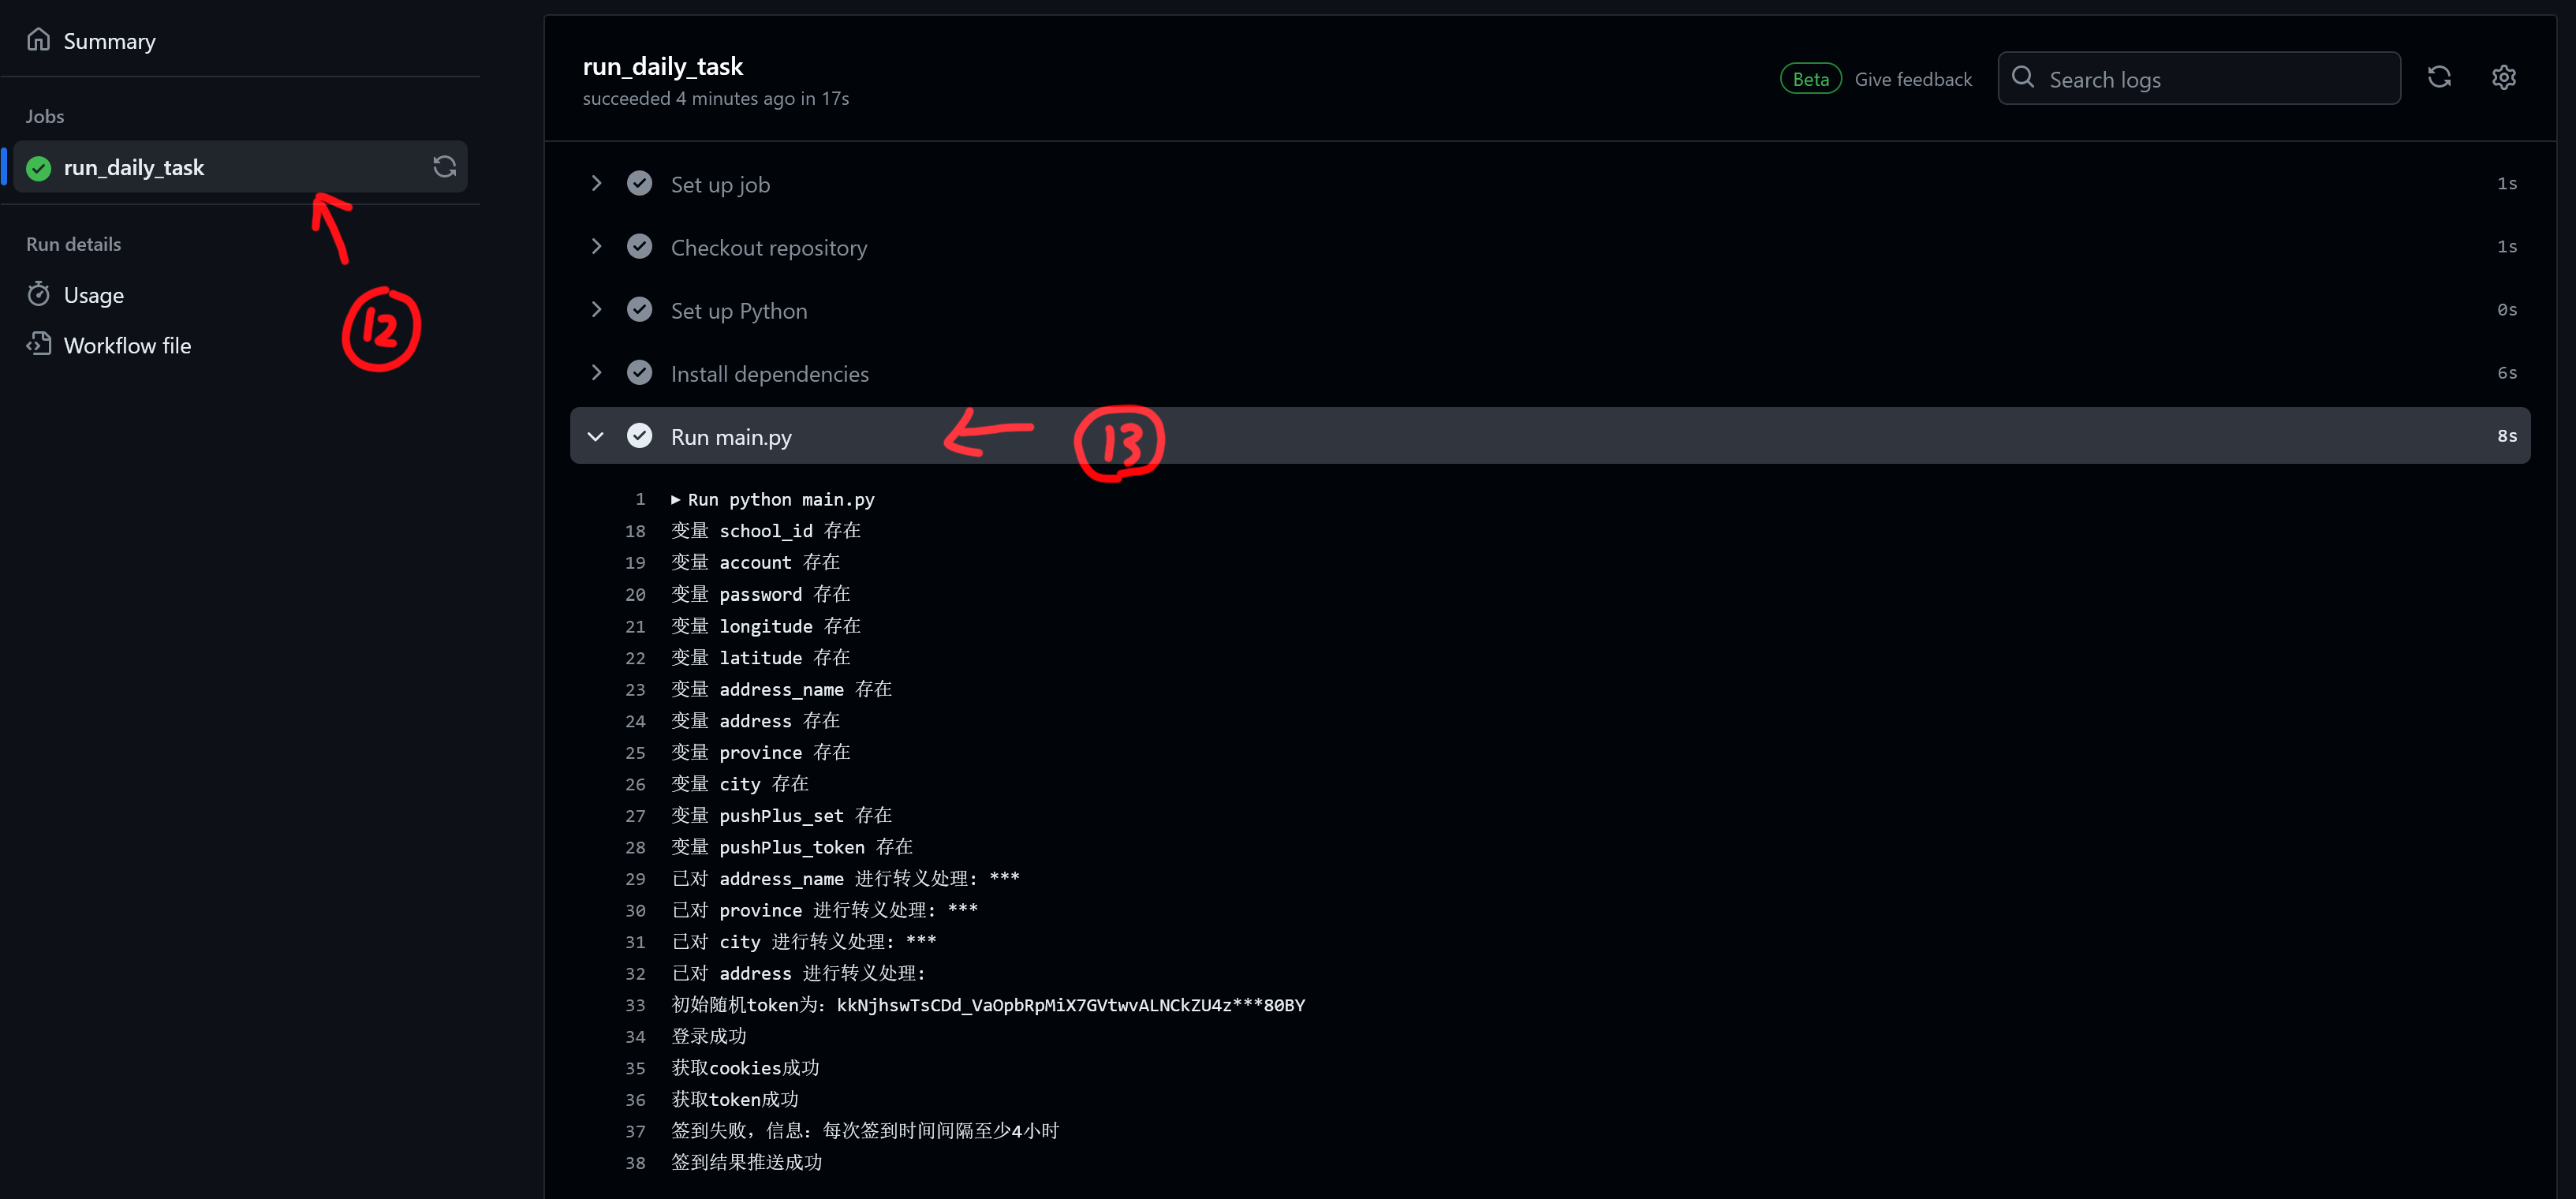 Summary
Jobs
run_daily_task
Run details
Usage
Workflow file
12
run_daily_task
succeeded 4 minutes ago in 17s
Beta Give feedback
Search logs
Set up job 1s
Checkout repository 1s
Set up Python 0s
Install dependencies 6s
Run main.py 8s
13
1 ▶ Run python main.py
18 变量 school_id 存在
19 变量 account 存在
20 变量 password 存在
21 变量 longitude 存在
22 变量 latitude 存在
23 变量 address_name 存在
24 变量 address 存在
25 变量 province 存在
26 变量 city 存在
27 变量 pushPlus_set 存在
28 变量 pushPlus_token 存在
29 已对 address_name 进行转义处理: ***
30 已对 province 进行转义处理: ***
31 已对 city 进行转义处理: ***
32 已对 address 进行转义处理:
33 初始随机token为: kkNjhswTsCDd_VaOpbRpMiX7GVtwvALNCkZU4z***80BY
34 登录成功
35 获取cookies成功
36 获取token成功
37 签到失败，信息: 每次签到时间间隔至少4小时
38 签到结果推送成功